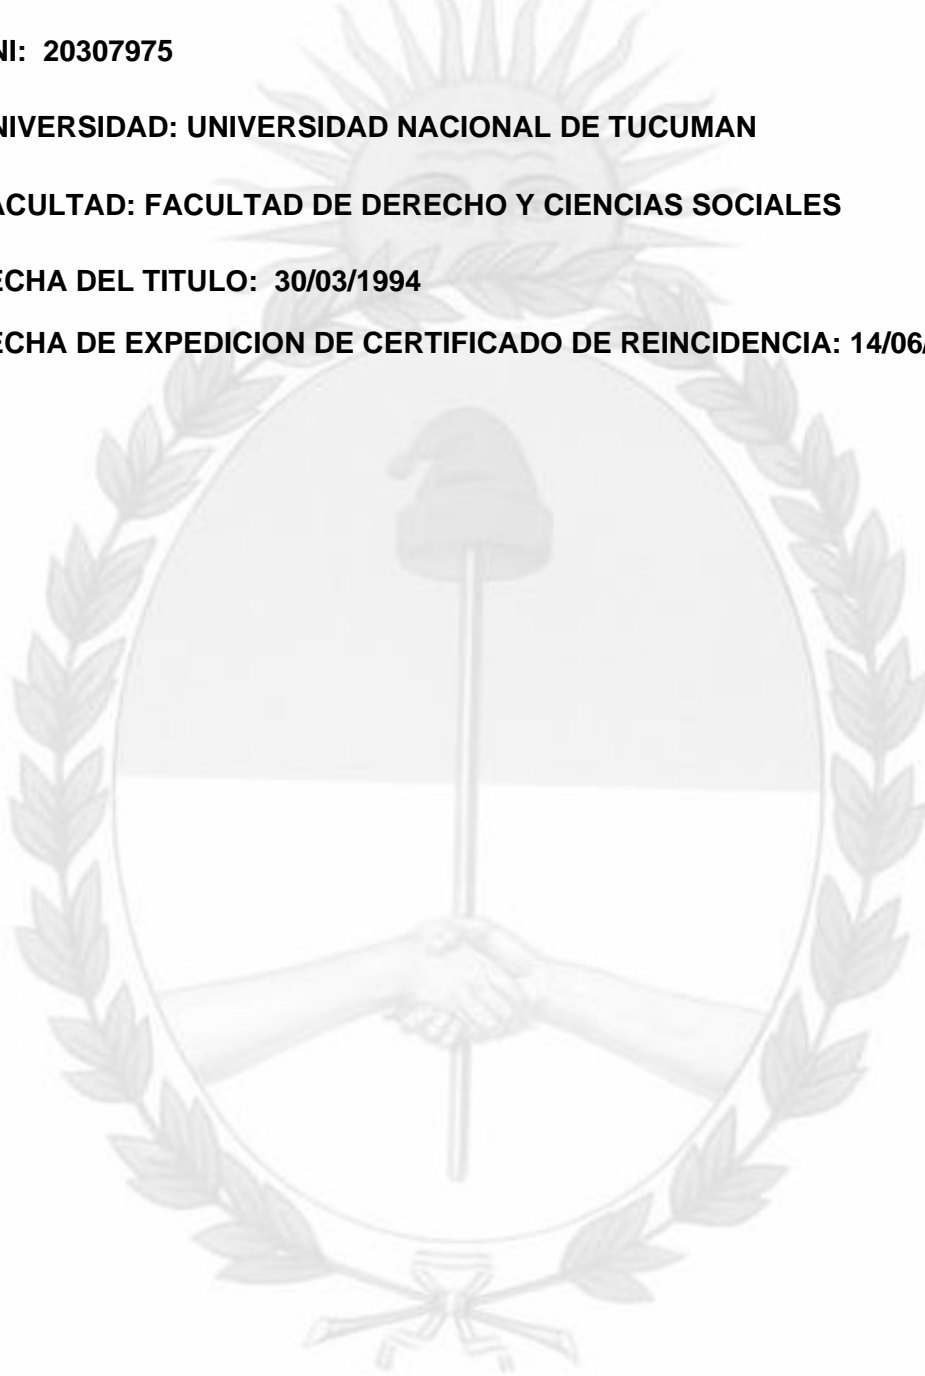 NI: 20307975
NIVERSIDAD: UNIVERSIDAD NACIONAL DE TUCUMAN
ACULTAD: FACULTAD DE DERECHO Y CIENCIAS SOCIALES
ECHA DEL TITULO: 30/03/1994
ECHA DE EXPEDICION DE CERTIFICADO DE REINCIDENCIA: 14/06/